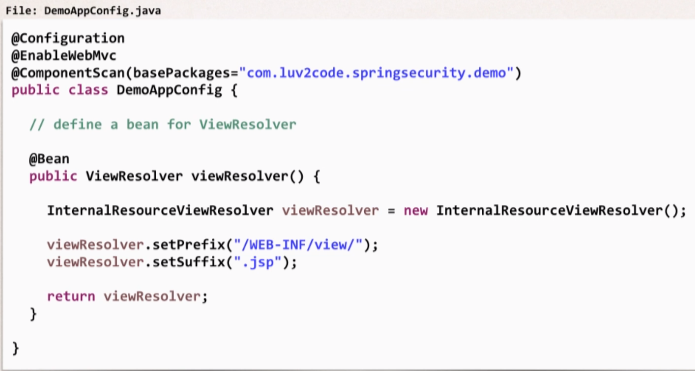 File: DemoAppConfig.java
@Configuration
@EnableWebMvc
@ComponentScan(basePackages="com.luv2code.springsecurity.demo")
public class DemoAppConfig {
// define a bean for ViewResolver
@Bean
public ViewResolver viewResolver() {
InternalResourceViewResolver viewResolver = new InternalResourceViewResolver();
viewResolver.setPrefix("/WEB-INF/view/");
viewResolver.setSuffix(".jsp");
return viewResolver;
}
}